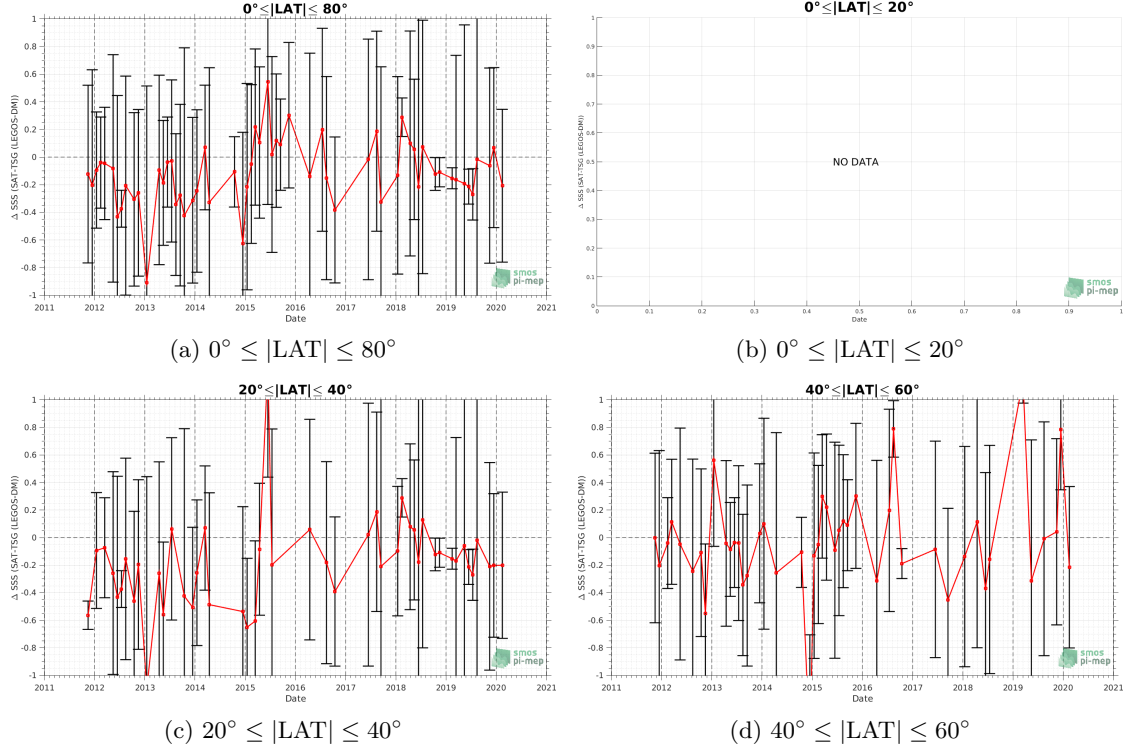 0°≤|LAT|≤ 80°
Δ SSS (SAT-TSG (LEGOS-DMI))
1
0.8
0.6
0.4
0.2
0
-0.2
-0.4
-0.6
-0.8
-1
2011 2012 2013 2014 2015 2016 2017 2018 2019 2020 2021
Date
smos
pi-mep
(a) 0° ≤ |LAT| ≤ 80°
0°≤|LAT|≤ 20°
Δ SSS (SAT-TSG (LEGOS-DMI))
1
0.9
0.8
0.7
0.6
0.5
0.4
0.3
0.2
0.1
0
NO DATA
0 0.1 0.2 0.3 0.4 0.5 0.6 0.7 0.8 0.9 1
Date
smos
pi-mep
(b) 0° ≤ |LAT| ≤ 20°
20°≤|LAT|≤ 40°
Δ SSS (SAT-TSG (LEGOS-DMI))
1
0.8
0.6
0.4
0.2
0
-0.2
-0.4
-0.6
-0.8
-1
2011 2012 2013 2014 2015 2016 2017 2018 2019 2020 2021
Date
smos
pi-mep
(c) 20° ≤ |LAT| ≤ 40°
40°≤|LAT|≤ 60°
Δ SSS (SAT-TSG (LEGOS-DMI))
1
0.8
0.6
0.4
0.2
0
-0.2
-0.4
-0.6
-0.8
-1
2011 2012 2013 2014 2015 2016 2017 2018 2019 2020 2021
Date
smos
pi-mep
(d) 40° ≤ |LAT| ≤ 60°